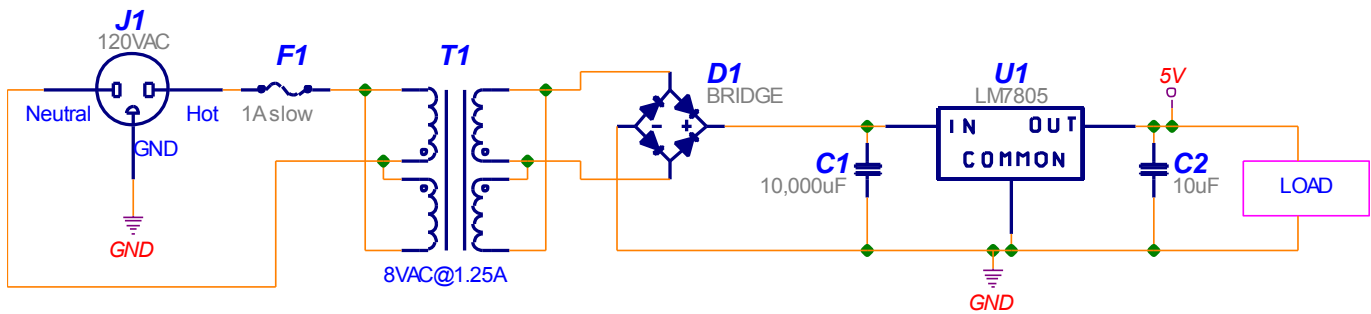 J1
120VAC
Neutral
Hot
GND
GND
F1
1A slow
T1
8VAC@1.25A
D1
BRIDGE
- +
C1
10,000uF
U1
LM7805
IN OUT
COMMON
5V
C2
10uF
LOAD
GND